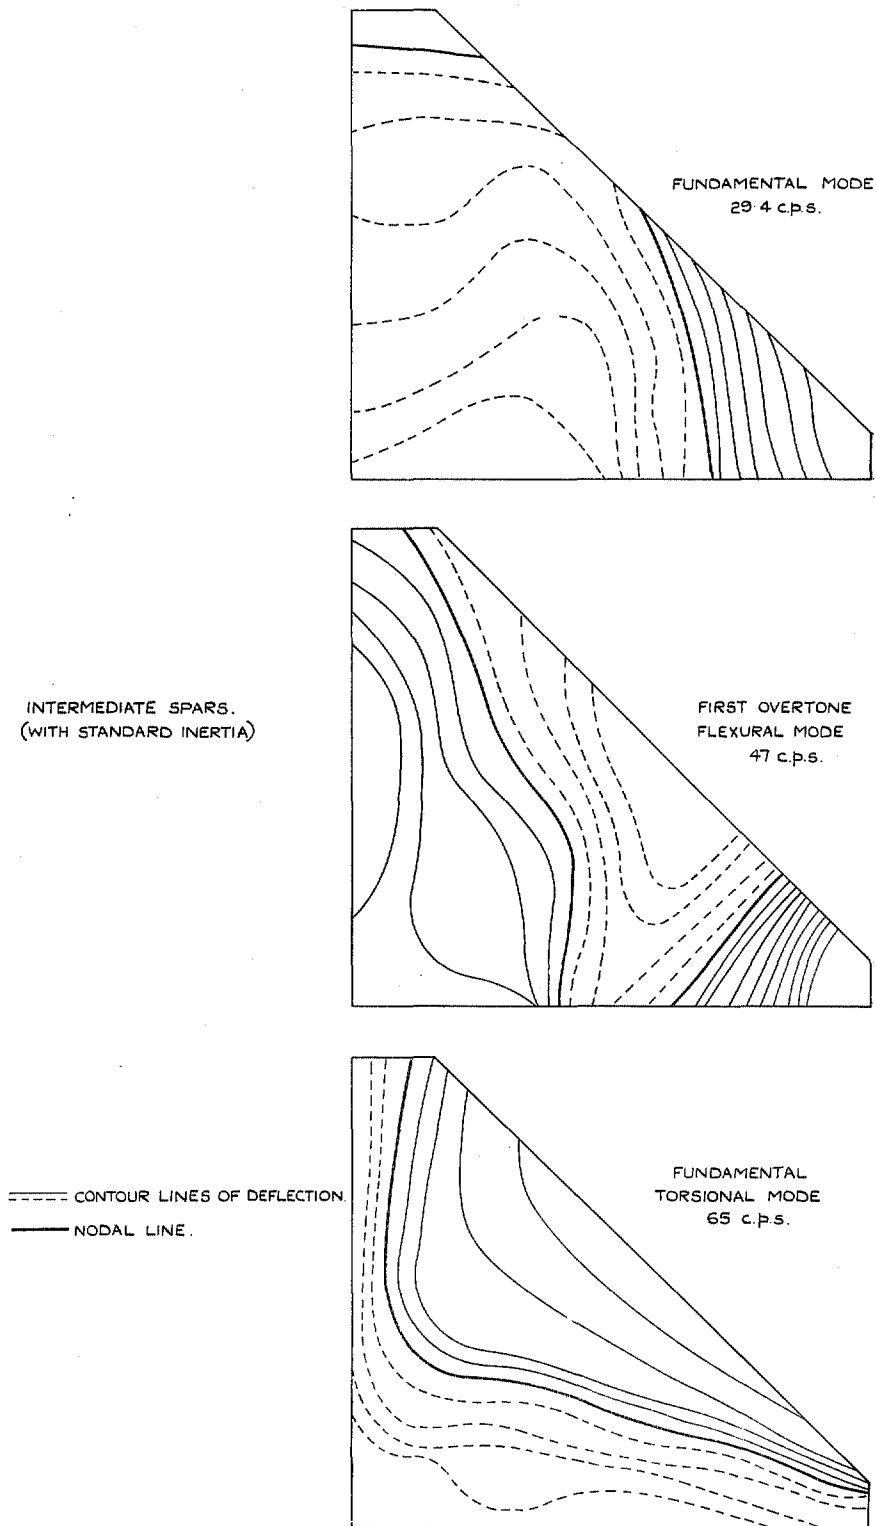 FUNDAMENTAL MODE
29·4 c.p.s.
INTERMEDIATE SPARS.
(WITH STANDARD INERTIA)
FIRST OVERTONE
FLEXURAL MODE
47 c.p.s.
CONTOUR LINES OF DEFLECTION.
NODAL LINE.
FUNDAMENTAL
TORSIONAL MODE
65 c.p.s.